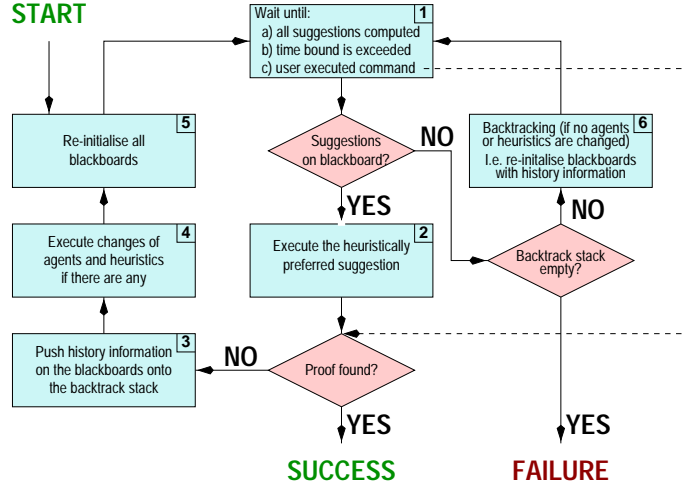 START
1
Wait until:
a) all suggestions computed
b) time bound is exceeded
c) user executed command
5
Re-initialise all
blackboards
Suggestions
on blackboard?
NO
6
Backtracking (if no agents
or heuristics are changed)
I.e. re-initalise blackboards
with history information
YES
NO
4
Execute changes of
agents and heuristics
if there are any
2
Execute the heuristically
preferred suggestion
Backtrack stack
empty?
3
Push history information
on the blackboards onto
the backtrack stack
NO
Proof found?
YES
YES
SUCCESS
FAILURE